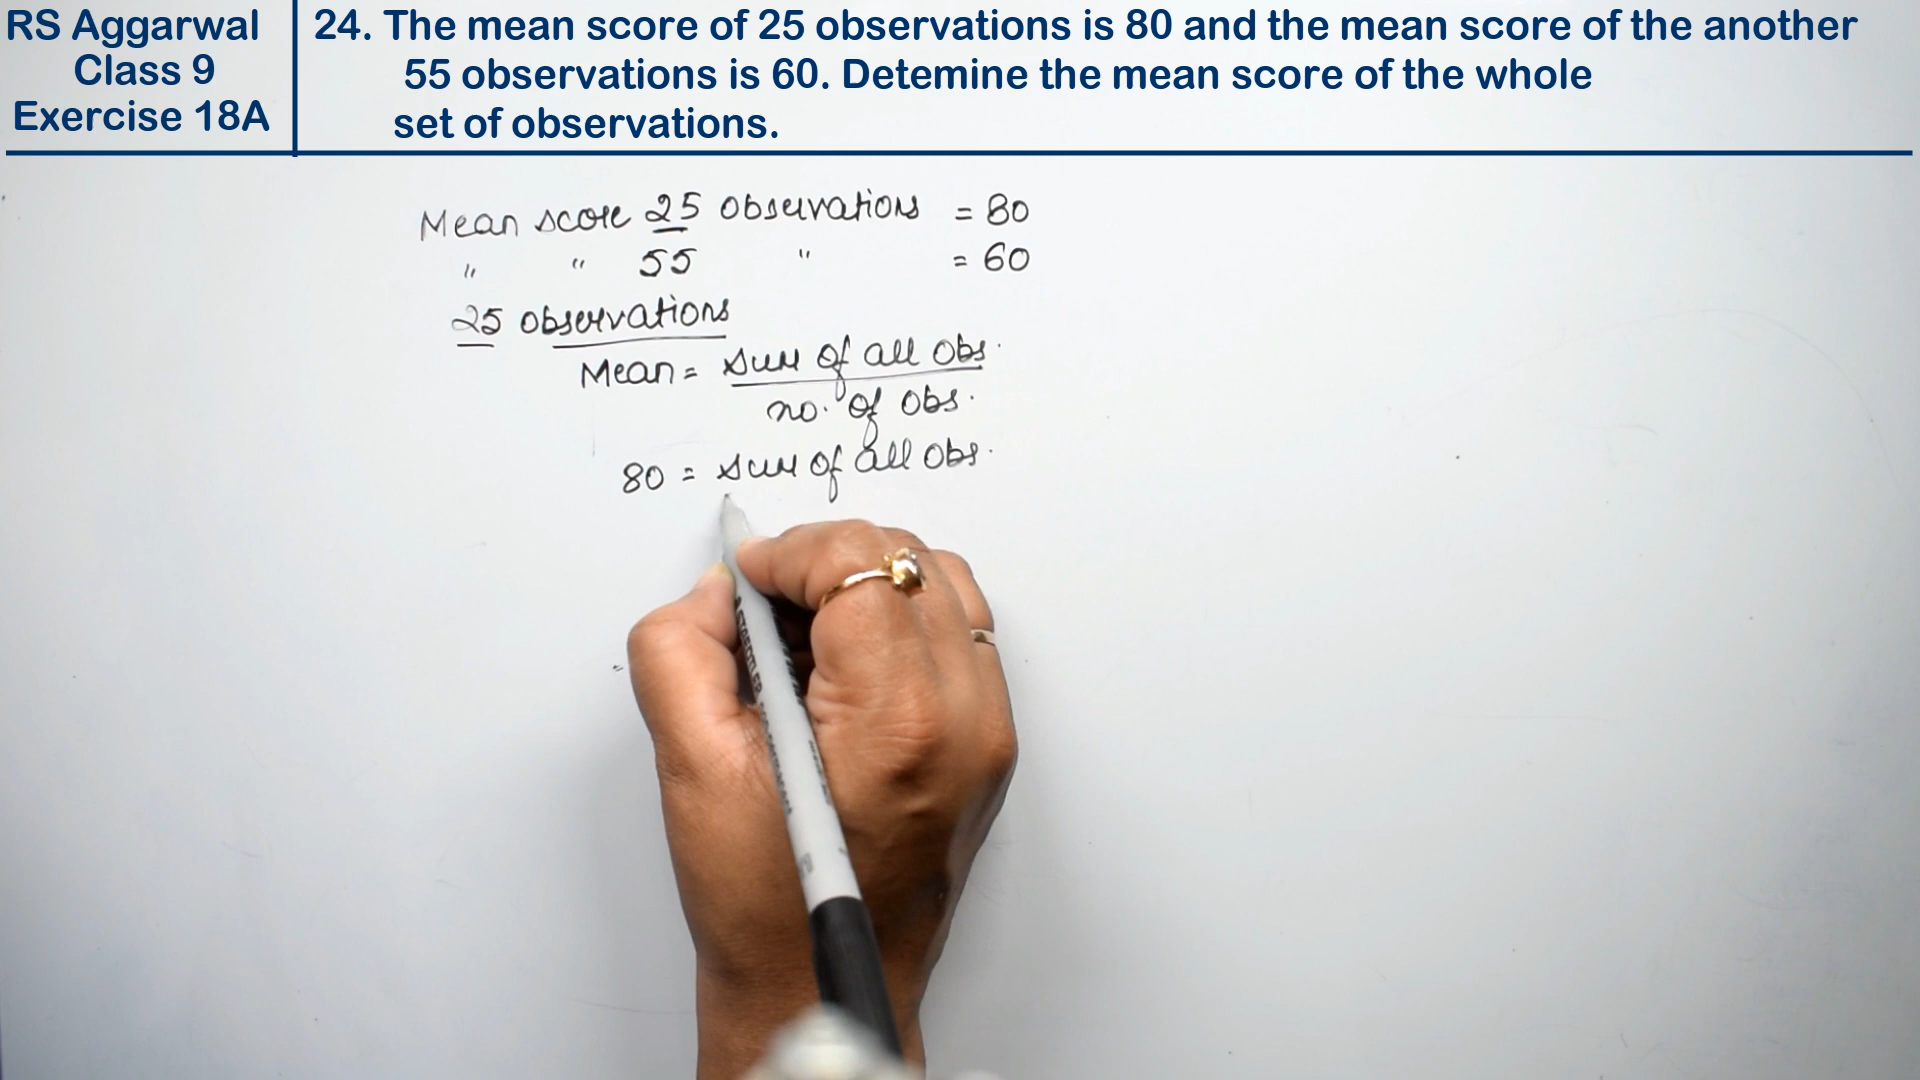 RS Aggarwal
Class 9
Exercise 18A
24. The mean score of 25 observations is 80 and the mean score of the another
55 observations is 60. Detemine the mean score of the whole
set of observations.
Mean score 25 observations = 80
" " 55 " = 60
25 observations
Mean = sum of all obs.
no. of obs.
80 = sum of all obs.
STAEDTLER